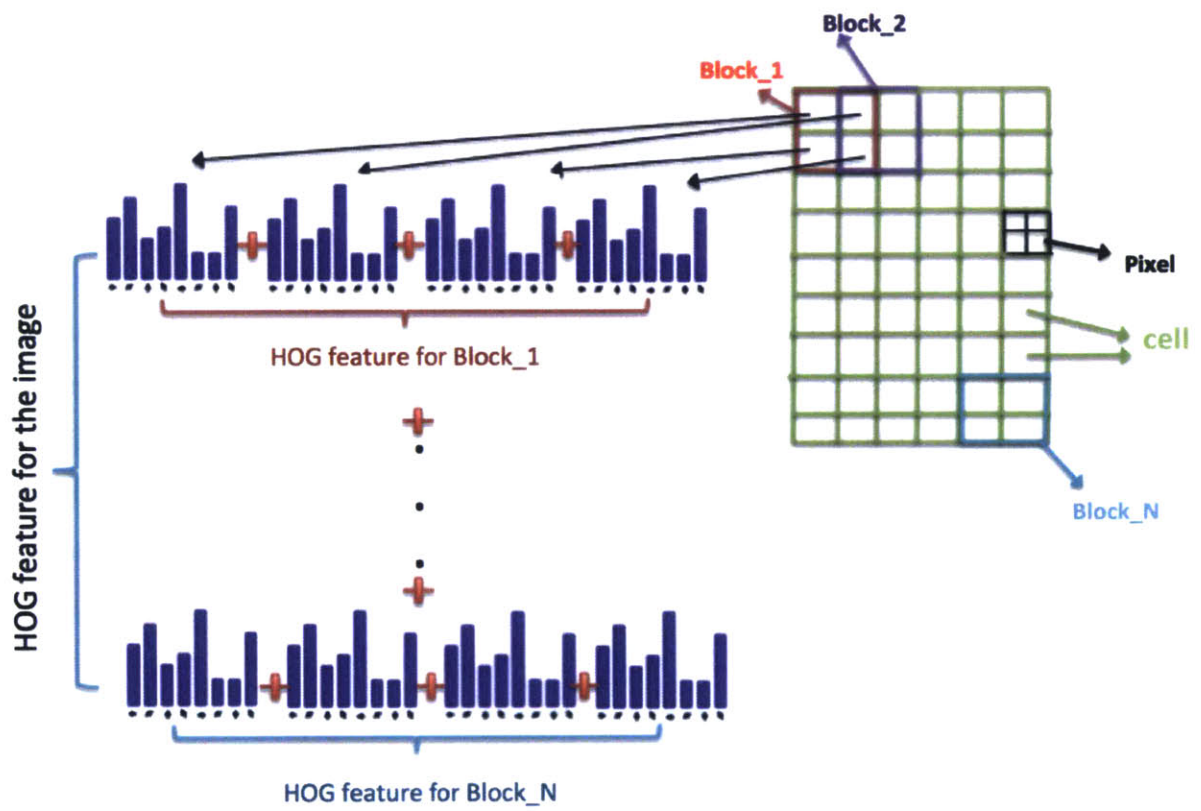 Block_2
Block_1
Pixel
cell
HOG feature for Block_1
HOG feature for the image
Block_N
HOG feature for Block_N